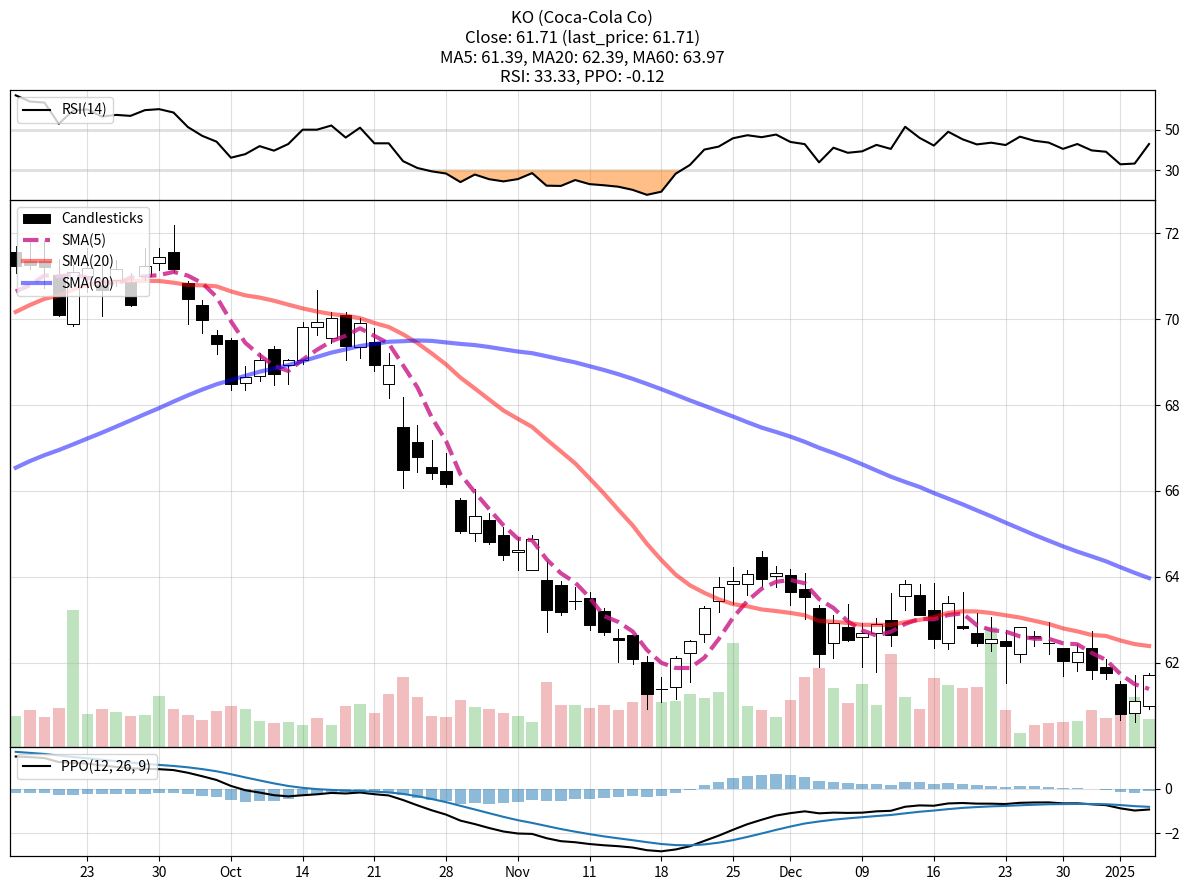 KO (Coca-Cola Co)
Close: 61.71 (last_price: 61.71)
MA5: 61.39, MA20: 62.39, MA60: 63.97
RSI: 33.33, PPO: -0.12
RSI(14)
50
30
Candlesticks
SMA(5)
SMA(20)
SMA(60)
72
70
68
66
64
62
PPO(12, 26, 9)
0
−2
23 30 Oct 14 21 28 Nov 11 18 25 Dec 09 16 23 30 2025